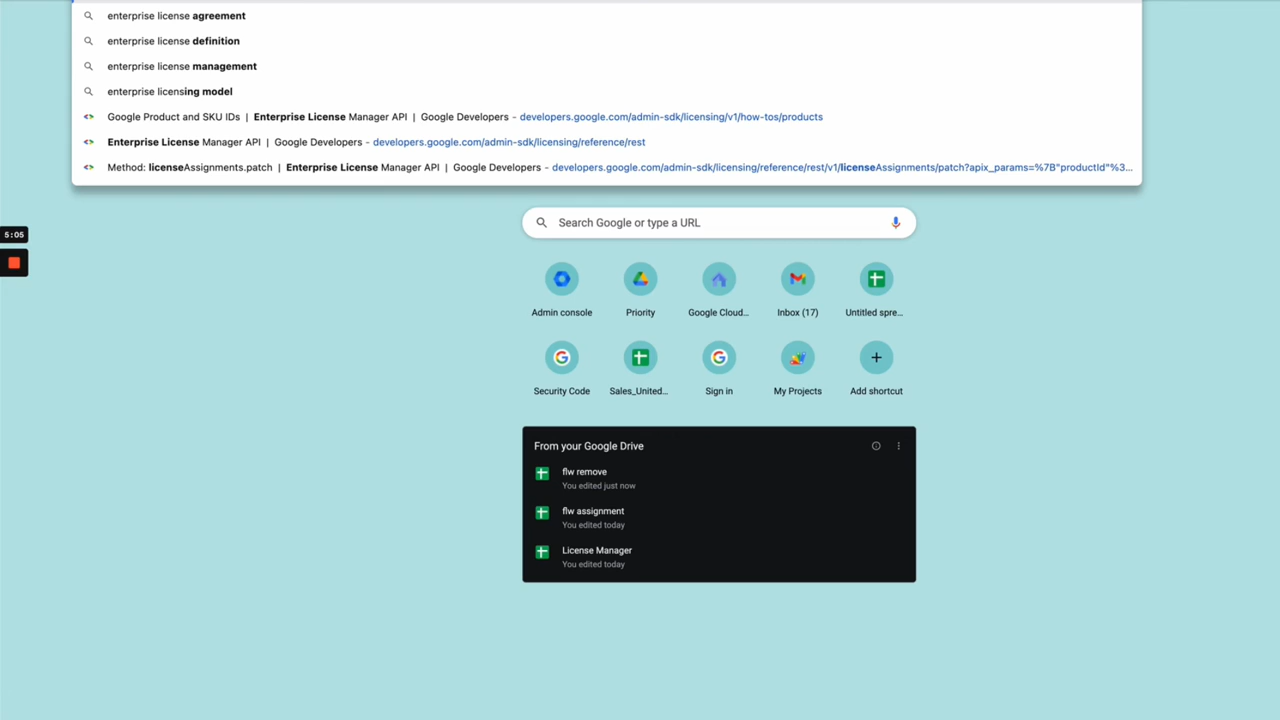 enterprise license agreement
enterprise license definition
enterprise license management
enterprise licensing model
Google Product and SKU IDs | Enterprise License Manager API | Google Developers - developers.google.com/admin-sdk/licensing/v1/how-tos/products
Enterprise License Manager API | Google Developers - developers.google.com/admin-sdk/licensing/reference/rest
Method: licenseAssignments.patch | Enterprise License Manager API | Google Developers - developers.google.com/admin-sdk/licensing/reference/rest/v1/licenseAssignments/patch?apix_params=%7B"productId"%3...
5:05
Search Google or type a URL
Admin console
Priority
Google Cloud...
Inbox (17)
Untitled spre...
Security Code
Sales_United...
Sign in
My Projects
Add shortcut
From your Google Drive
flw remove
You edited just now
flw assignment
You edited today
License Manager
You edited today